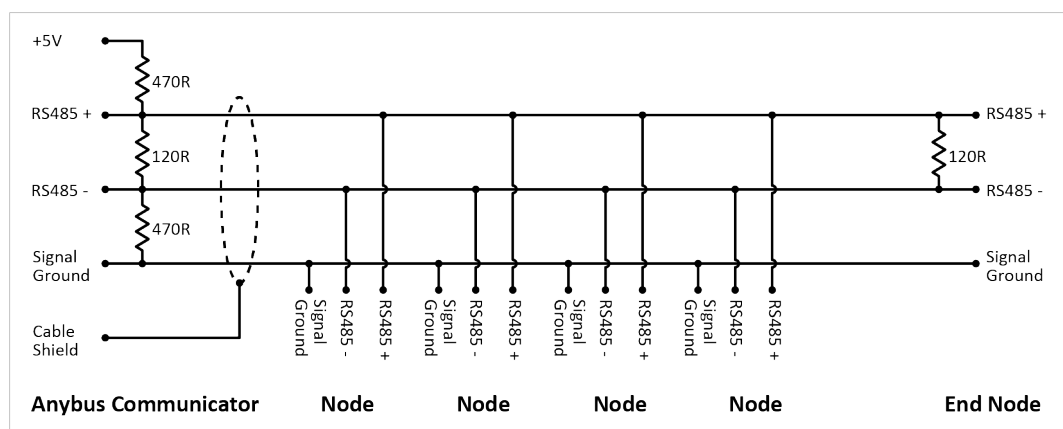 +5V
470R
RS485 +
RS485 +
120R
120R
RS485 -
RS485 -
470R
Signal
Ground
Signal
Ground
Signal
Ground
RS485 -
RS485 +
Signal
Ground
RS485 -
RS485 +
Signal
Ground
RS485 -
RS485 +
Signal
Ground
RS485 -
RS485 +
Cable
Shield
Anybus Communicator
Node
Node
Node
Node
End Node